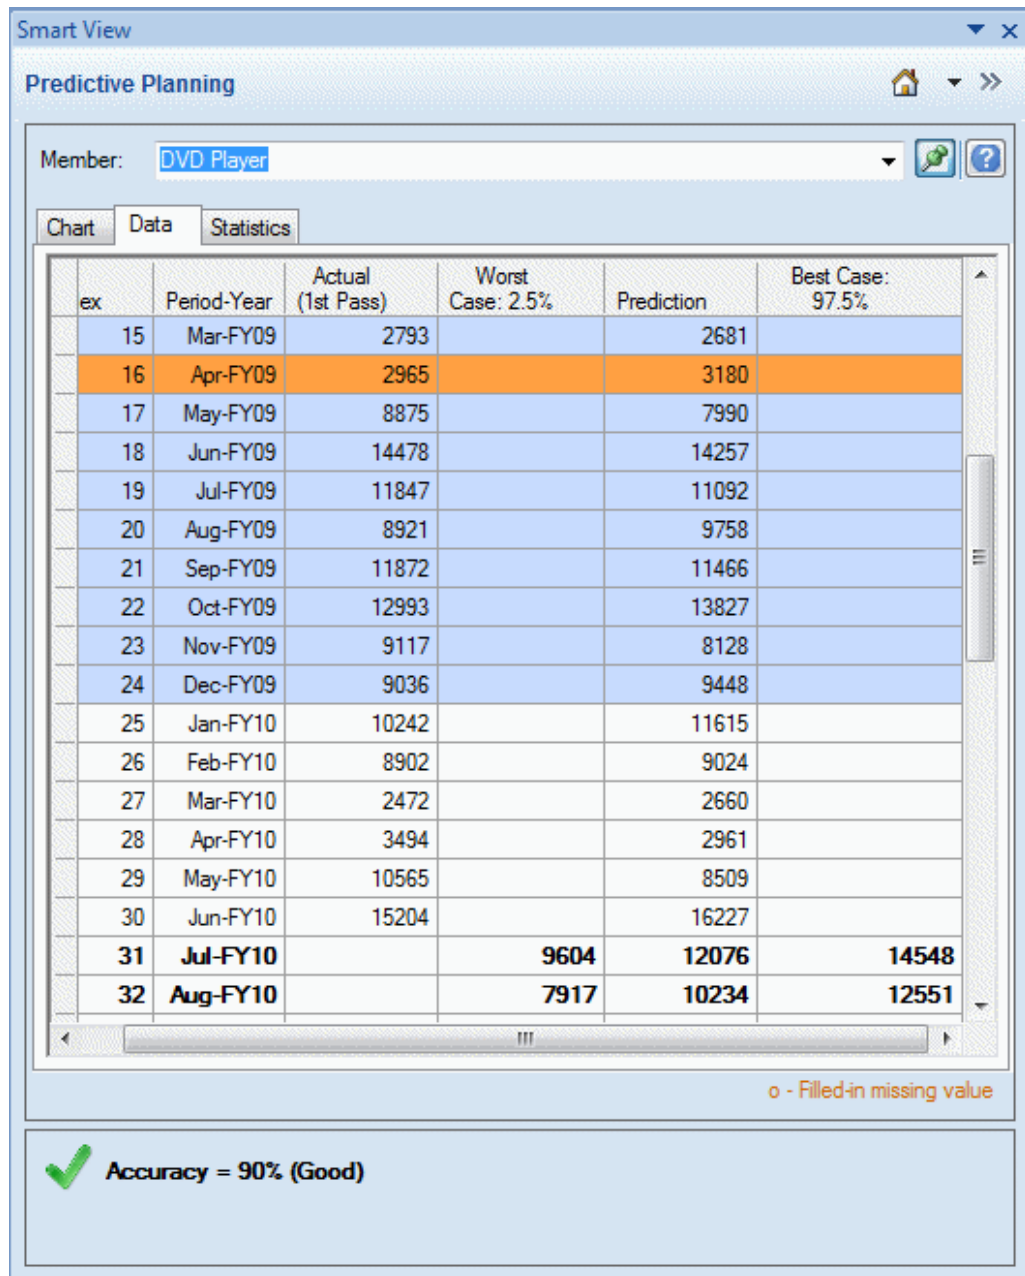 Smart View
Predictive Planning
Member: DVD Player
Chart Data Statistics
ex Period-Year Actual (1st Pass) Worst Case: 2.5% Prediction Best Case: 97.5%
15 Mar-FY09 2793 2681
16 Apr-FY09 2965 3180
17 May-FY09 8875 7990
18 Jun-FY09 14478 14257
19 Jul-FY09 11847 11092
20 Aug-FY09 8921 9758
21 Sep-FY09 11872 11466
22 Oct-FY09 12993 13827
23 Nov-FY09 9117 8128
24 Dec-FY09 9036 9448
25 Jan-FY10 10242 11615
26 Feb-FY10 8902 9024
27 Mar-FY10 2472 2660
28 Apr-FY10 3494 2961
29 May-FY10 10565 8509
30 Jun-FY10 15204 16227
31 Jul-FY10 9604 12076 14548
32 Aug-FY10 7917 10234 12551
o - Filled-in missing value
Accuracy = 90% (Good)